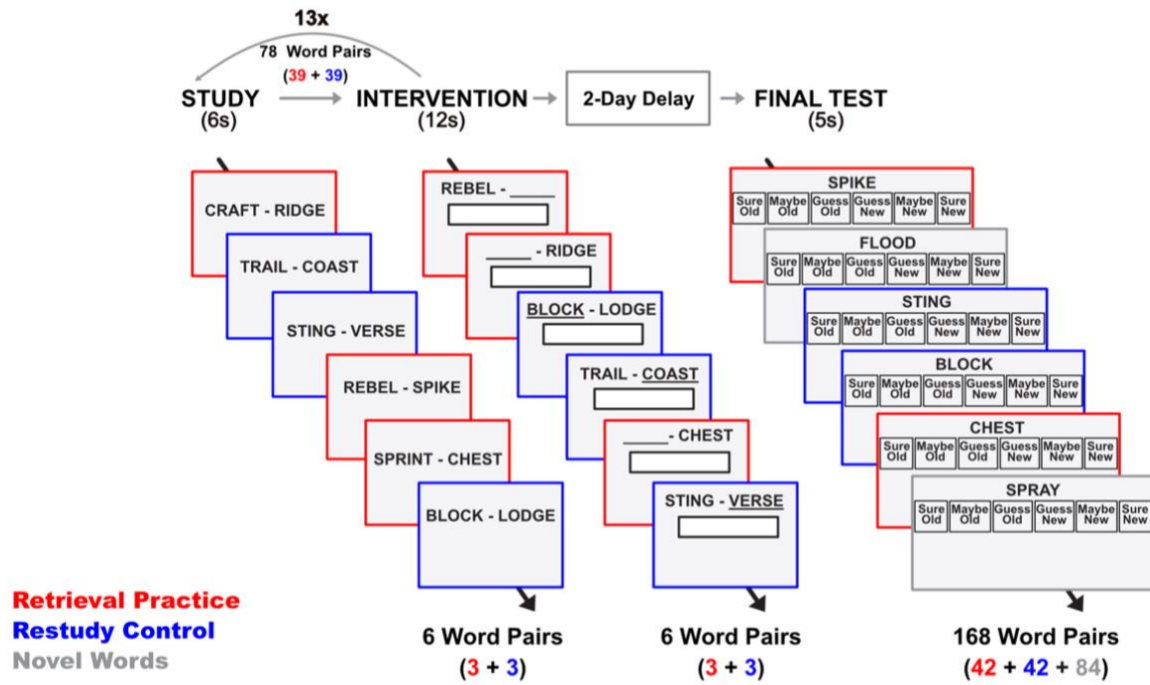 13x
78 Word Pairs
(39 + 39)
STUDY
(6s)
INTERVENTION
(12s)
2-Day Delay
FINAL TEST
(5s)
CRAFT - RIDGE
TRAIL - COAST
STING - VERSE
REBEL - SPIKE
SPRINT - CHEST
BLOCK - LODGE
6 Word Pairs
(3 + 3)
REBEL - ____
____ - RIDGE
BLOCK - LODGE
TRAIL - COAST
____ - CHEST
STING - VERSE
6 Word Pairs
(3 + 3)
SPIKE
Sure Old Maybe Old Guess Old Guess New Maybe New Sure New
FLOOD
Sure Old Maybe Old Guess Old Guess New Maybe New Sure New
STING
Sure Old Maybe Old Guess Old Guess New Maybe New Sure New
BLOCK
Sure Old Maybe Old Guess Old Guess New Maybe New Sure New
CHEST
Sure Old Maybe Old Guess Old Guess New Maybe New Sure New
SPRAY
Sure Old Maybe Old Guess Old Guess New Maybe New Sure New
168 Word Pairs
(42 + 42 + 84)
Retrieval Practice
Restudy Control
Novel Words